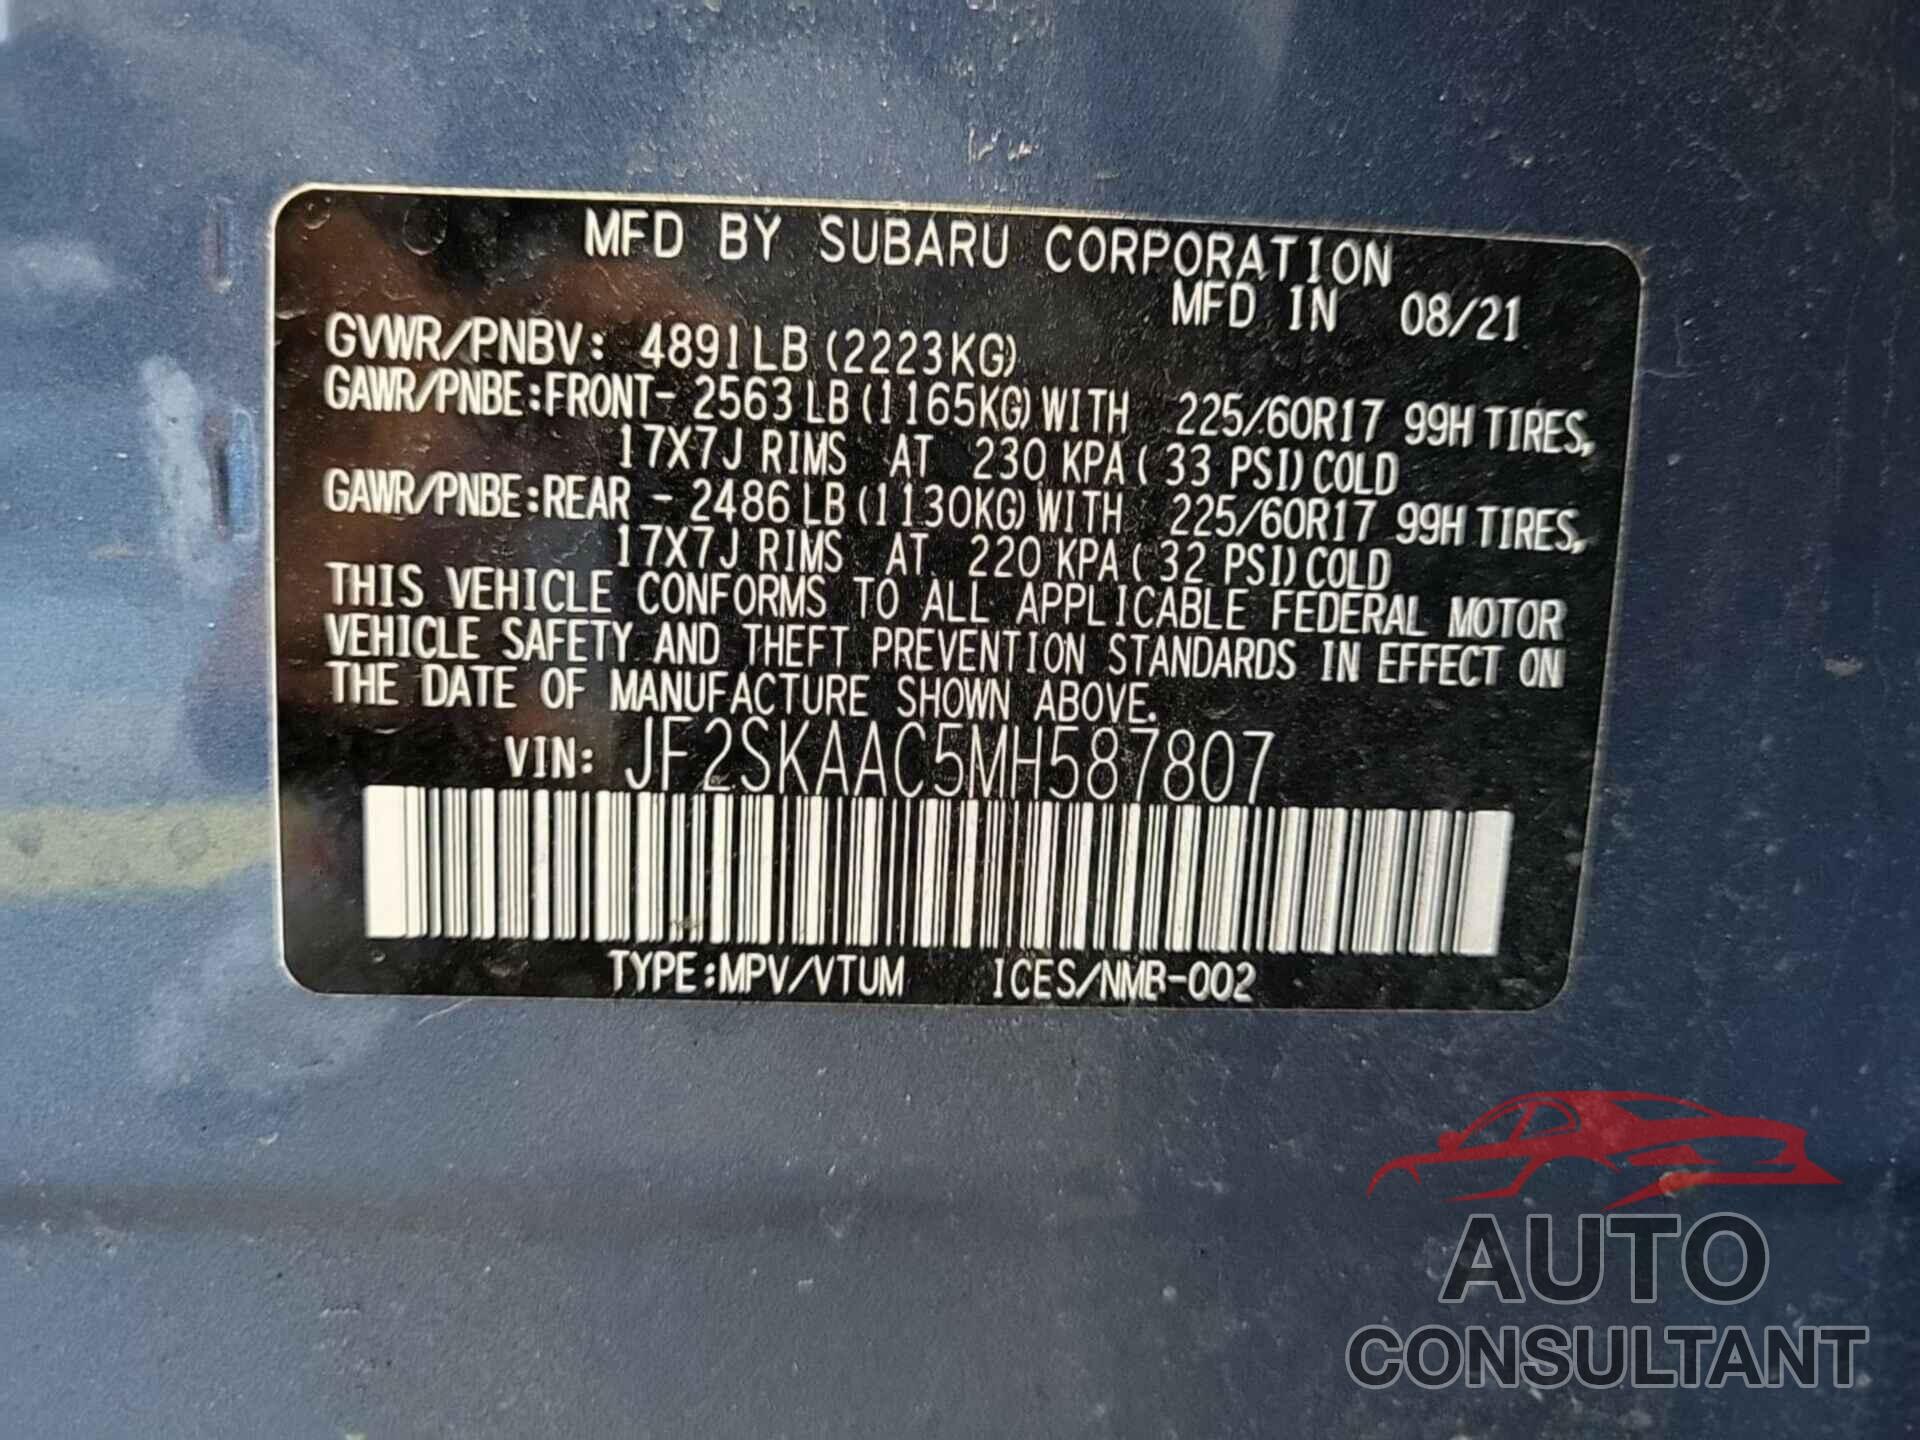 MFD BY SUBARU CORPORATION
MFD IN 08/21
GVWR/PNBV: 4891LB (2223KG)
GAWR/PNBE:FRONT- 2563 LB (1165KG) WITH 225/60R17 99H TIRES,
17X7J RIMS AT 230 KPA ( 33 PSI) COLD
GAWR/PNBE:REAR - 2486 LB (1130KG) WITH 225/60R17 99H TIRES,
17X7J RIMS AT 220 KPA ( 32 PSI) COLD
THIS VEHICLE CONFORMS TO ALL APPLICABLE FEDERAL MOTOR
VEHICLE SAFETY AND THEFT PREVENTION STANDARDS IN EFFECT ON
THE DATE OF MANUFACTURE SHOWN ABOVE.
VIN: JF2SKAAC5MH587807
TYPE:MPV/VTUM ICES/NMB-002
AUTO
CONSULTANT